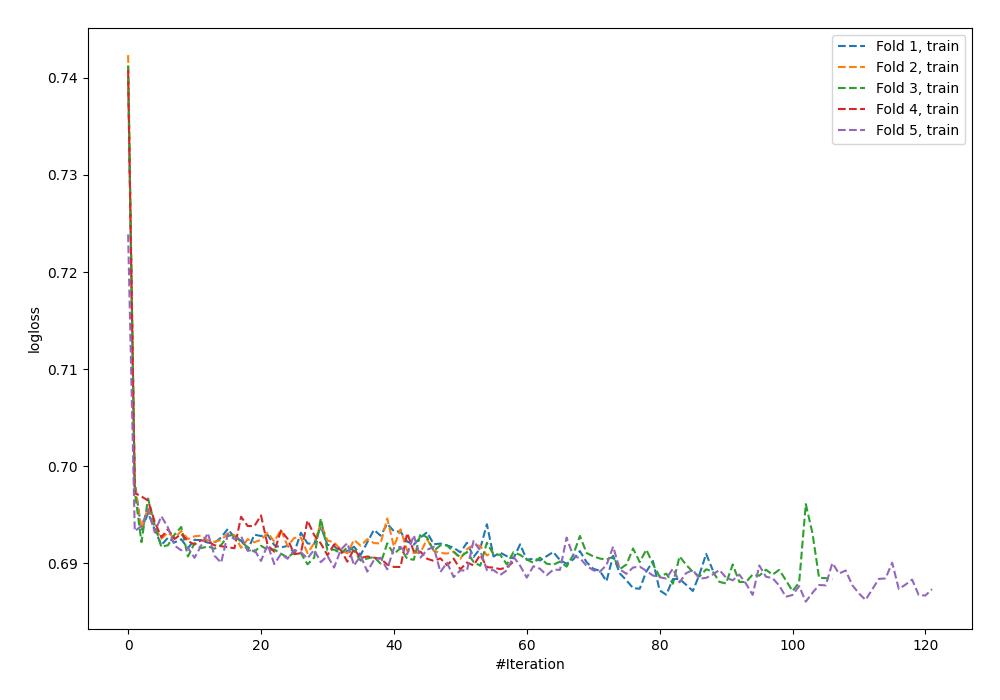 Fold 1, train
Fold 2, train
Fold 3, train
Fold 4, train
Fold 5, train
0.74
0.73
0.72
0.71
0.70
0.69
logloss
0 20 40 60 80 100 120
#Iteration